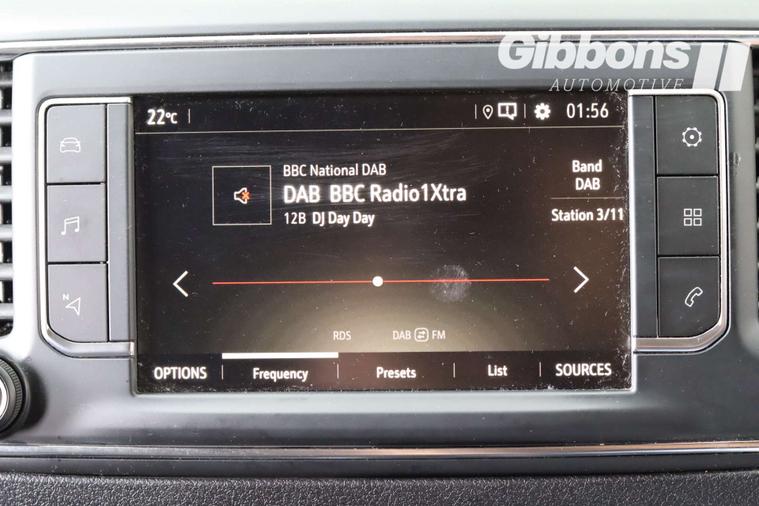 Gibbons
AUTOMOTIVE
22°C
01:56
BBC National DAB
DAB BBC Radio1Xtra
12B DJ Day Day
Band
DAB
Station 3/11
N
RDS
DAB FM
OPTIONS
Frequency
Presets
List
SOURCES